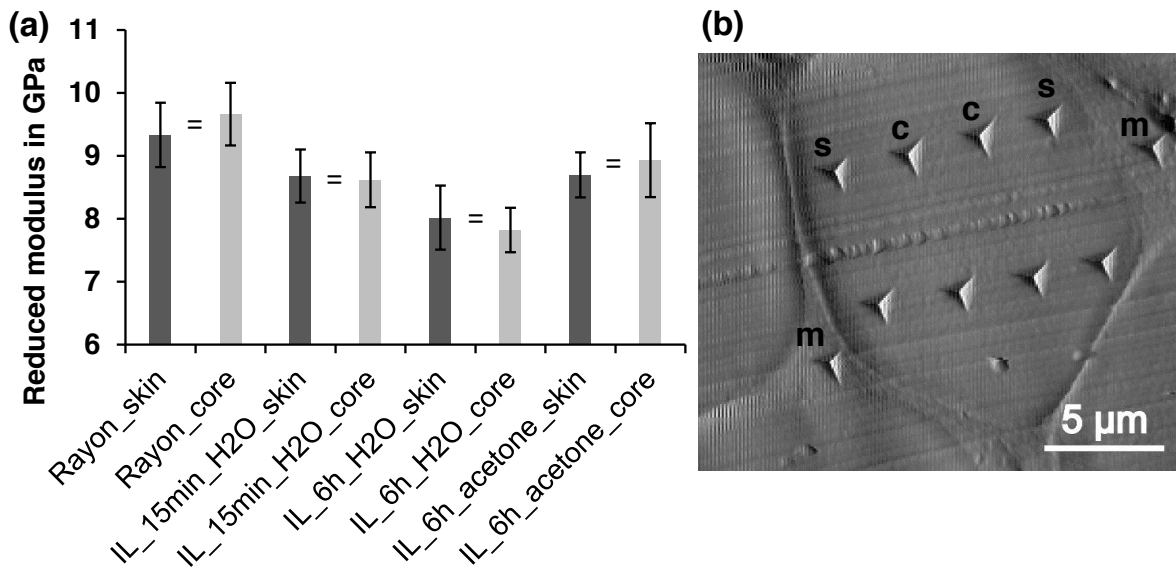 (a)
Reduced modulus in GPa
11
10
9
8
7
6
=
=
=
=
Rayon_skin
Rayon_core
IL_15min_H2O_skin
IL_15min_H2O_core
IL_6h_H2O_skin
IL_6h_H2O_core
IL_6h_acetone_skin
IL_6h_acetone_core
(b)
s
c
c
s
m
m
5 μm